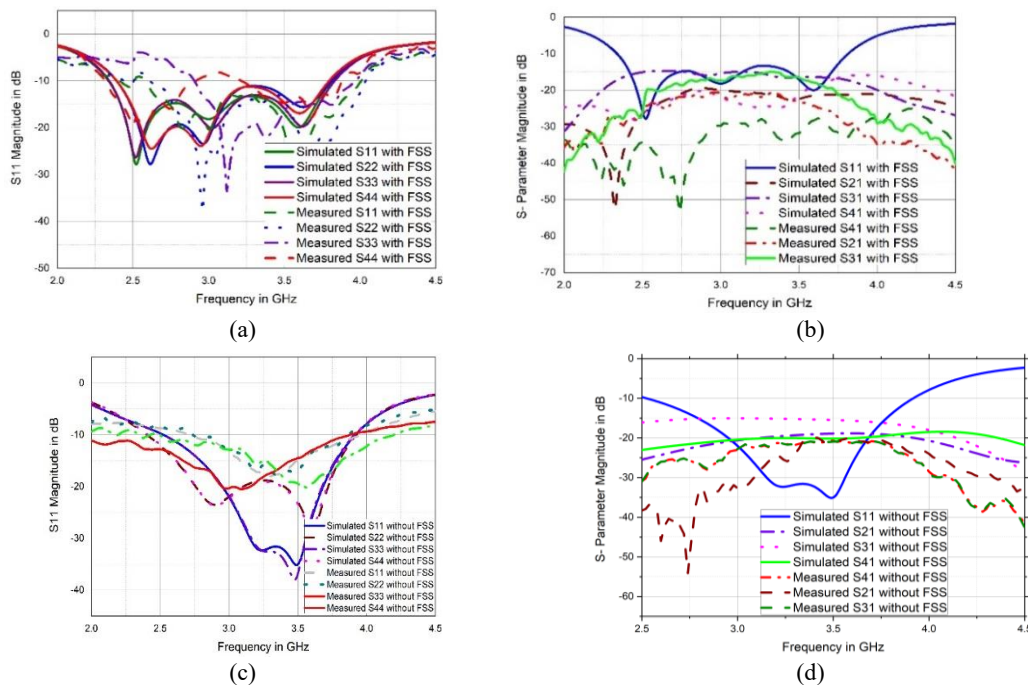 0
-10
-20
-30
-40
-50
S11 Magnitude in dB
Simulated S11 with FSS
Simulated S22 with FSS
Simulated S33 with FSS
Simulated S44 with FSS
Measured S11 with FSS
Measured S22 with FSS
Measured S33 with FSS
Measured S44 with FSS
2.0 2.5 3.0 3.5 4.0 4.5
Frequency in GHz
(a)
0
-10
-20
-30
-40
-50
-60
-70
S- Parameter Magnitude in dB
Simulated S11 with FSS
Simulated S21 with FSS
Simulated S31 with FSS
Simulated S41 with FSS
Measured S41 with FSS
Measured S21 with FSS
Measured S31 with FSS
2.0 2.5 3.0 3.5 4.0 4.5
Frequency in GHz
(b)
0
-10
-20
-30
-40
S11 Magnitude in dB
Simulated S11 without FSS
Simulated S22 without FSS
Simulated S33 without FSS
Simulated S44 without FSS
Measured S11 without FSS
Measured S22 without FSS
Measured S33 without FSS
Measured S44 without FSS
2.0 2.5 3.0 3.5 4.0 4.5
Frequency in GHz
(c)
0
-10
-20
-30
-40
-50
-60
S- Parameter Magnitude in dB
Simulated S11 without FSS
Simulated S21 without FSS
Simulated S31 without FSS
Simulated S41 without FSS
Measured S41 without FSS
Measured S21 without FSS
Measured S31 without FSS
2.5 3.0 3.5 4.0 4.5
Frequency in GHz
(d)